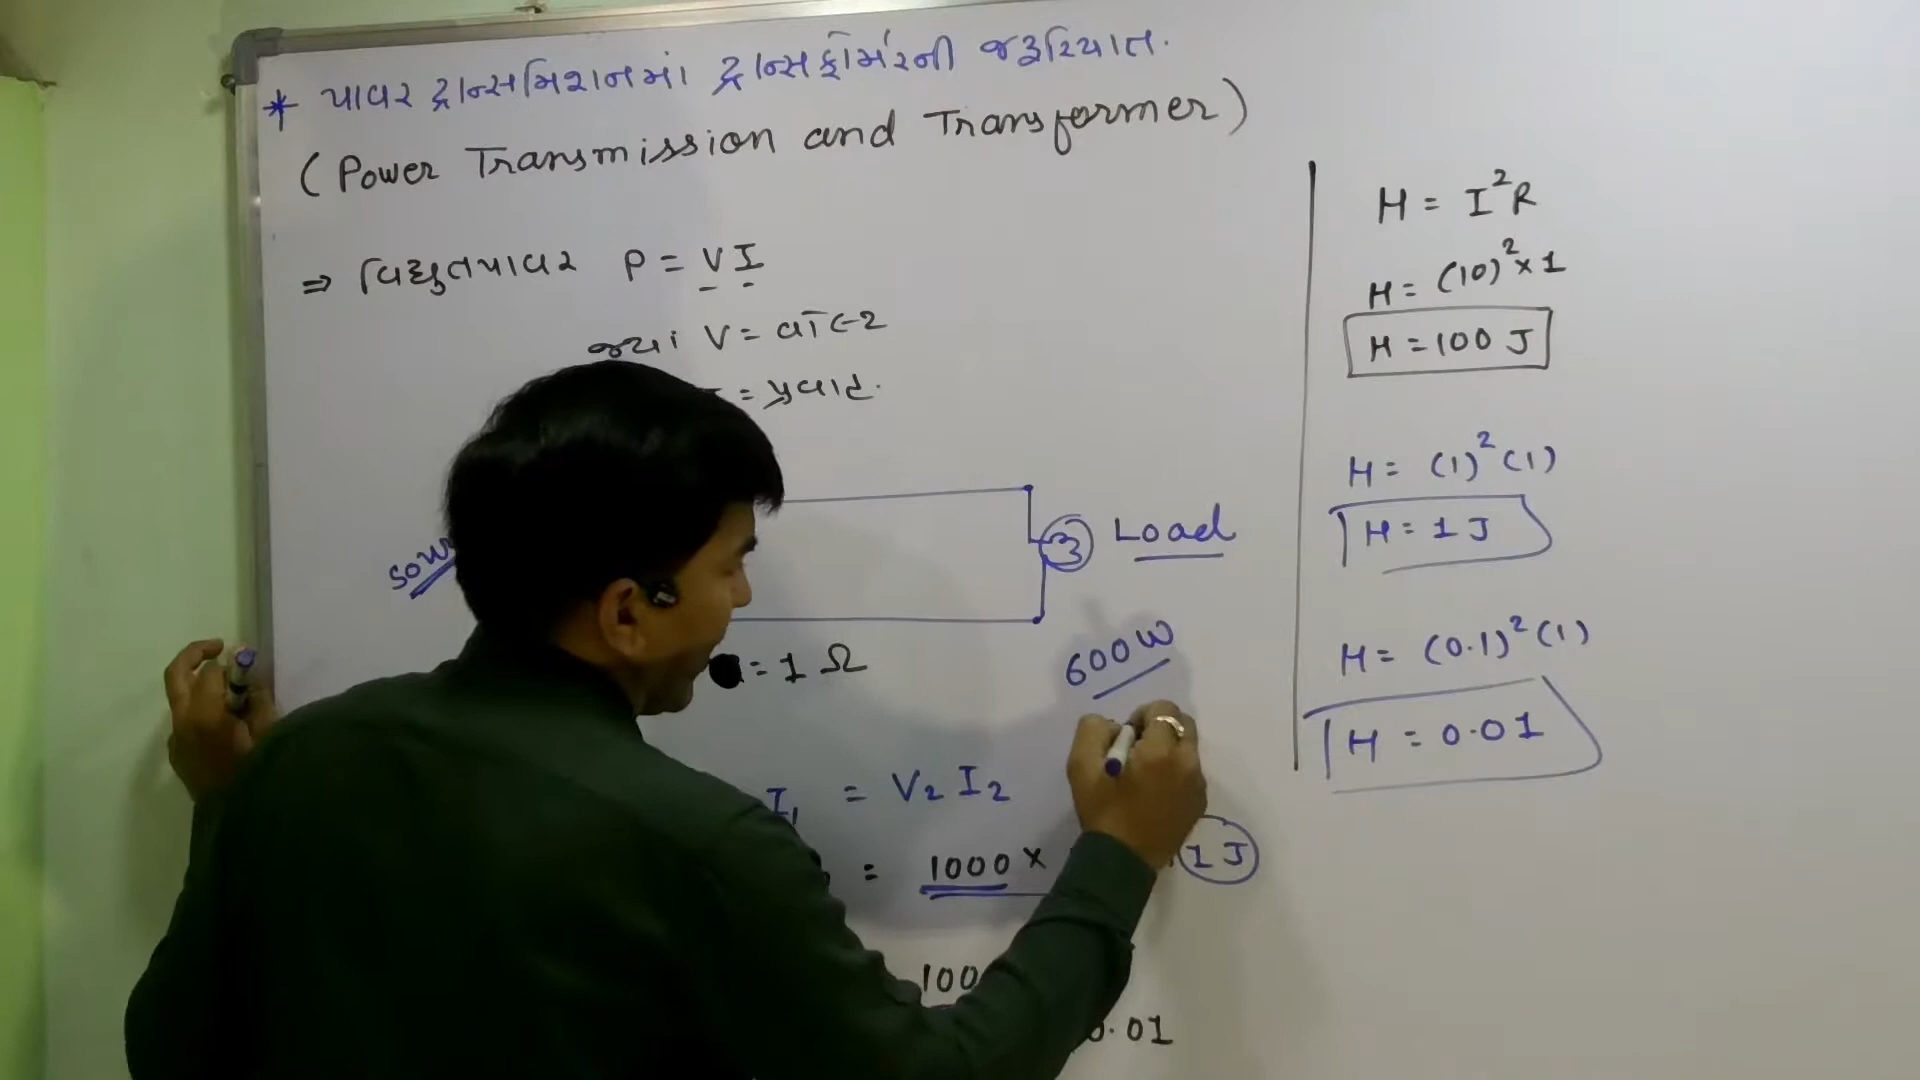 * પાવર ટ્રાન્સમિશનમાં ટ્રાન્સફોર્મરની જરૂરિયાત.
(Power Transmission and Transformer)
⇒ વિદ્યુતપાવર P = VI
જ્યાં V = વોલ્ટેજ
= પ્રવાહ.
Load
= 1 Ω
600 W
I₁ = V₂ I₂
= 1000 ×
1 J
100
0.01
H = I²R
H = (10)² × 1
H = 100 J
H = (1)² (1)
H = 1 J
H = (0.1)² (1)
H = 0.01